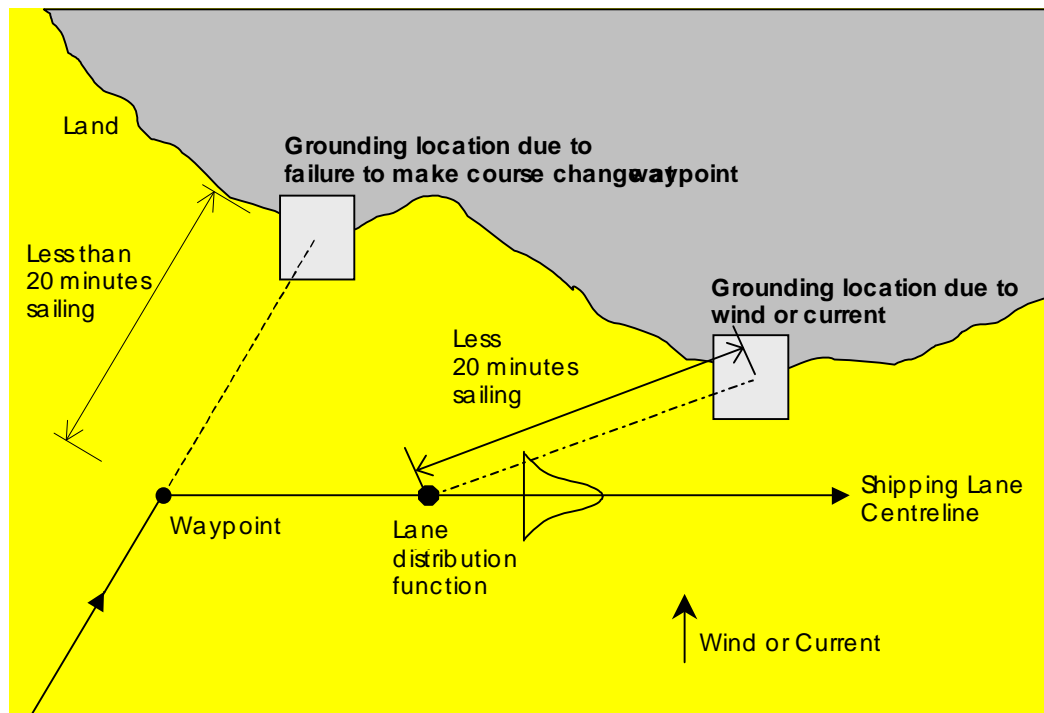 Land
Grounding location due to
failure to make course change at waypoint
Less than
20 minutes
sailing
Grounding location due to
wind or current
Less
20 minutes
sailing
Shipping Lane
Centreline
Waypoint
Lane
distribution
function
Wind or Current